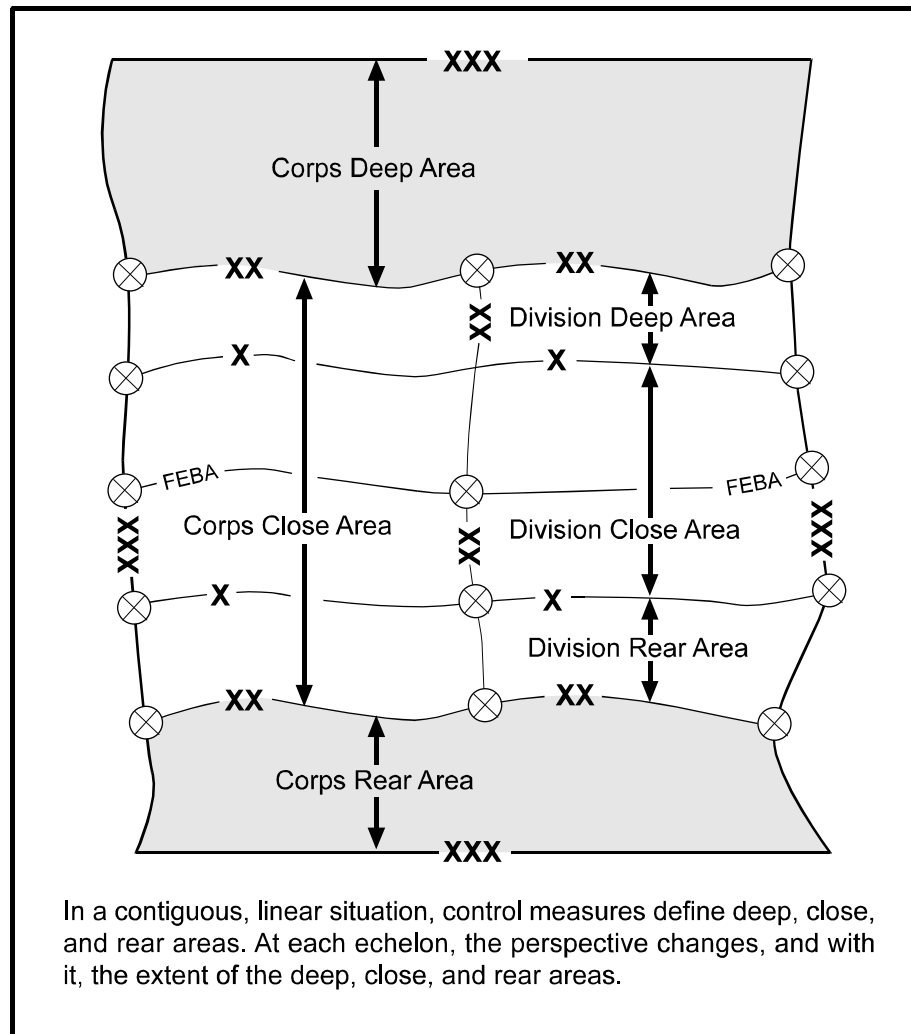 XXX
Corps Deep Area
XX
XX
XX
Division Deep Area
X
X
FEBA
FEBA
XXX
Corps Close Area
XX
Division Close Area
XXX
X
X
Division Rear Area
XX
XX
Corps Rear Area
XXX
In a contiguous, linear situation, control measures define deep, close,
and rear areas. At each echelon, the perspective changes, and with
it, the extent of the deep, close, and rear areas.